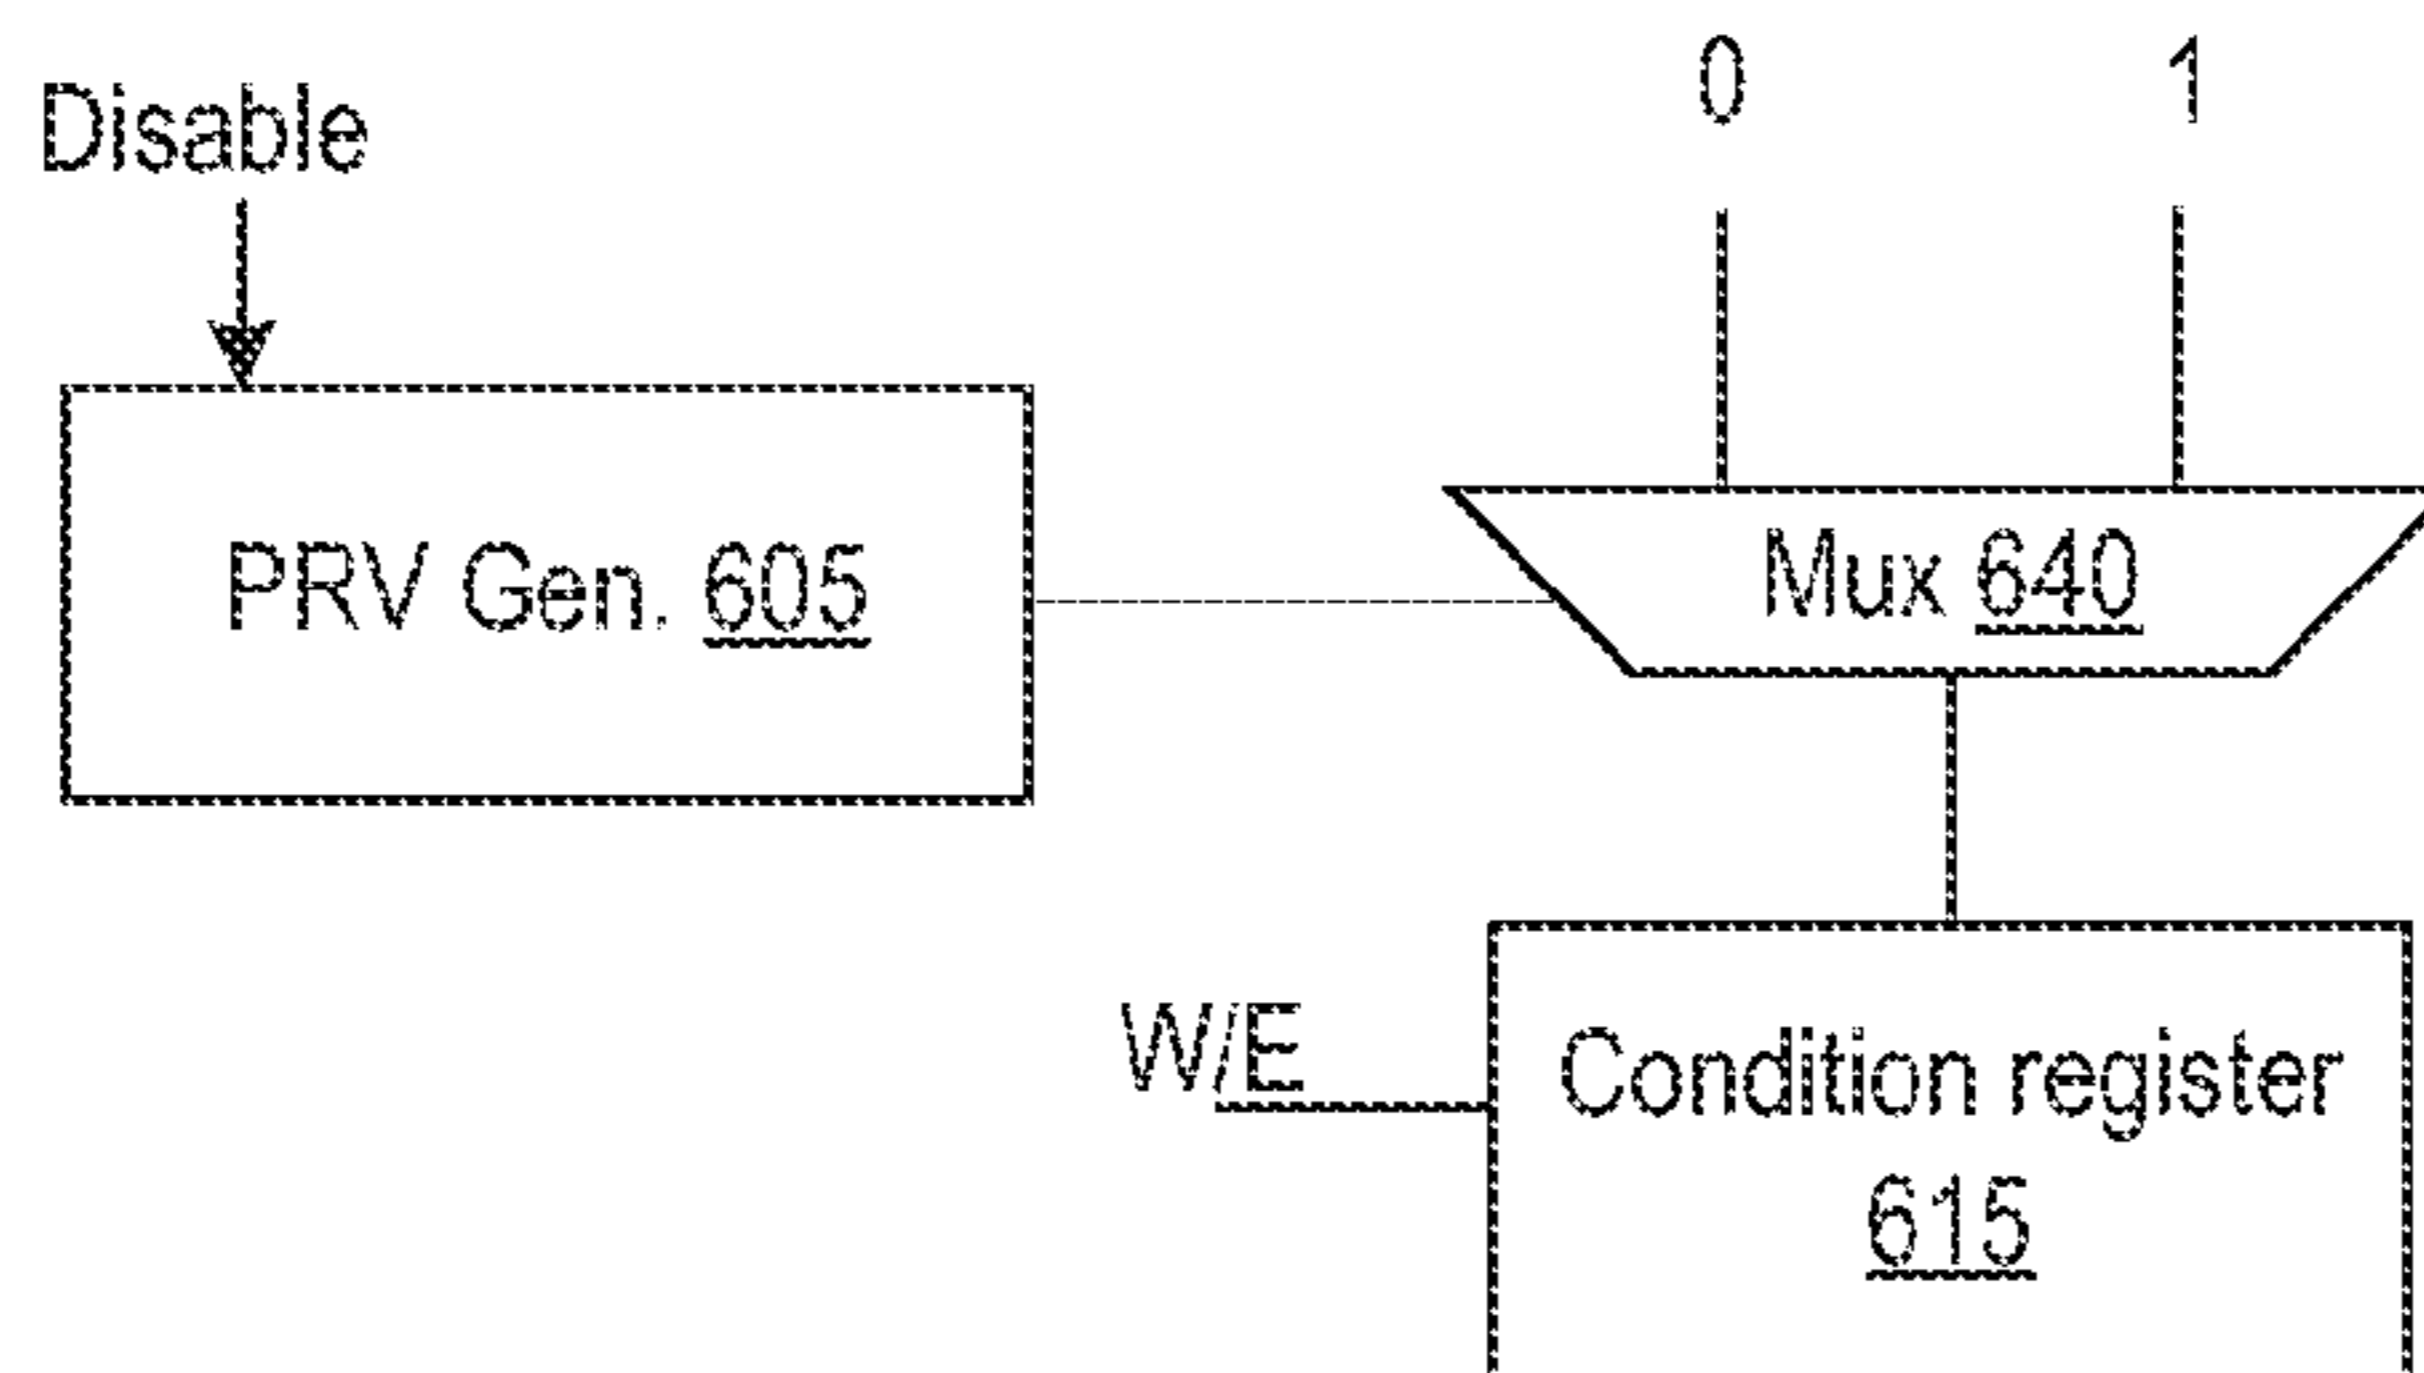 Disable
0
1
PRV Gen. 605
Mux 640
W/E
Condition register
615